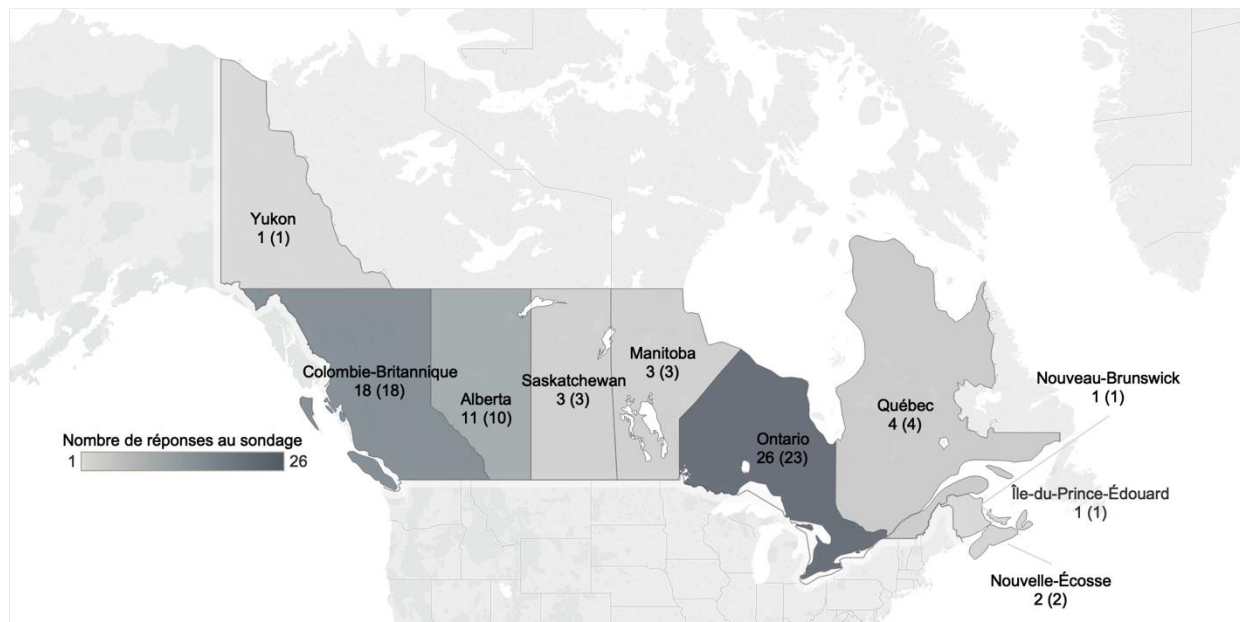 Yukon
1 (1)
Colombie-Britannique
18 (18)
Alberta
11 (10)
Saskatchewan
3 (3)
Manitoba
3 (3)
Ontario
26 (23)
Québec
4 (4)
Nouveau-Brunswick
1 (1)
Île-du-Prince-Édouard
1 (1)
Nouvelle-Écosse
2 (2)
Nombre de réponses au sondage
1 26